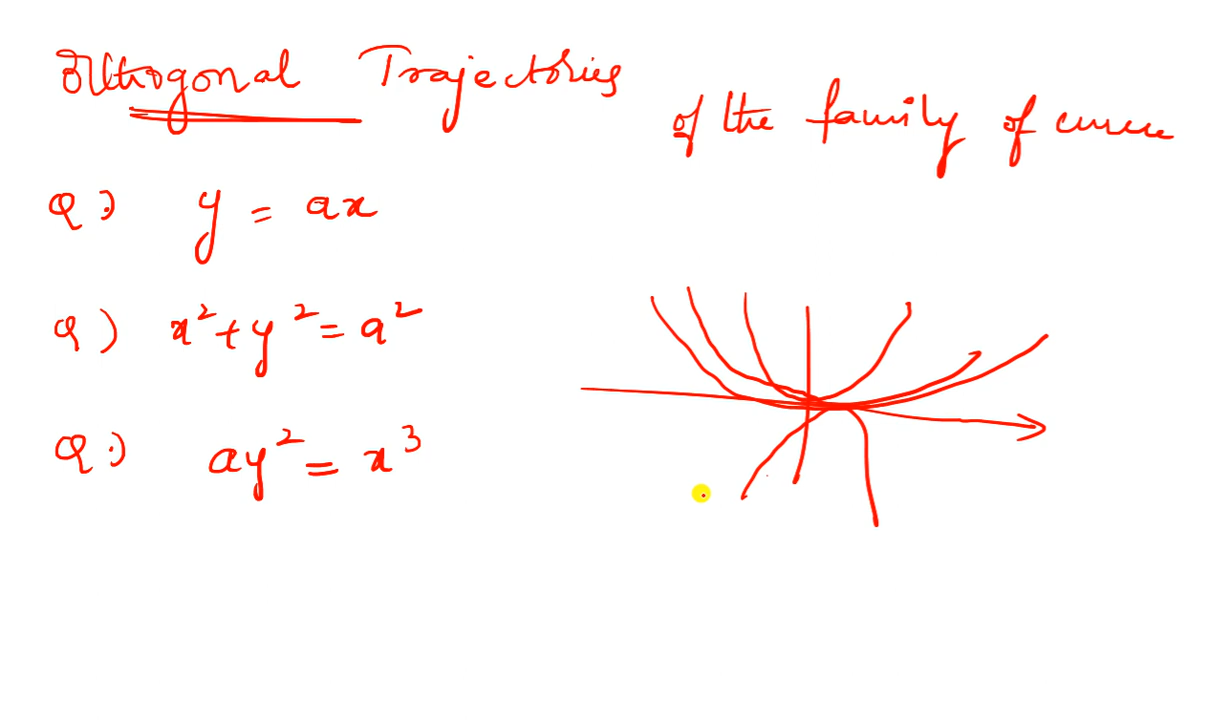 Orthogonal Trajectories
of the family of curve
Q:) y = ax
Q) x²+y²=a²
Q:) ay² = x³